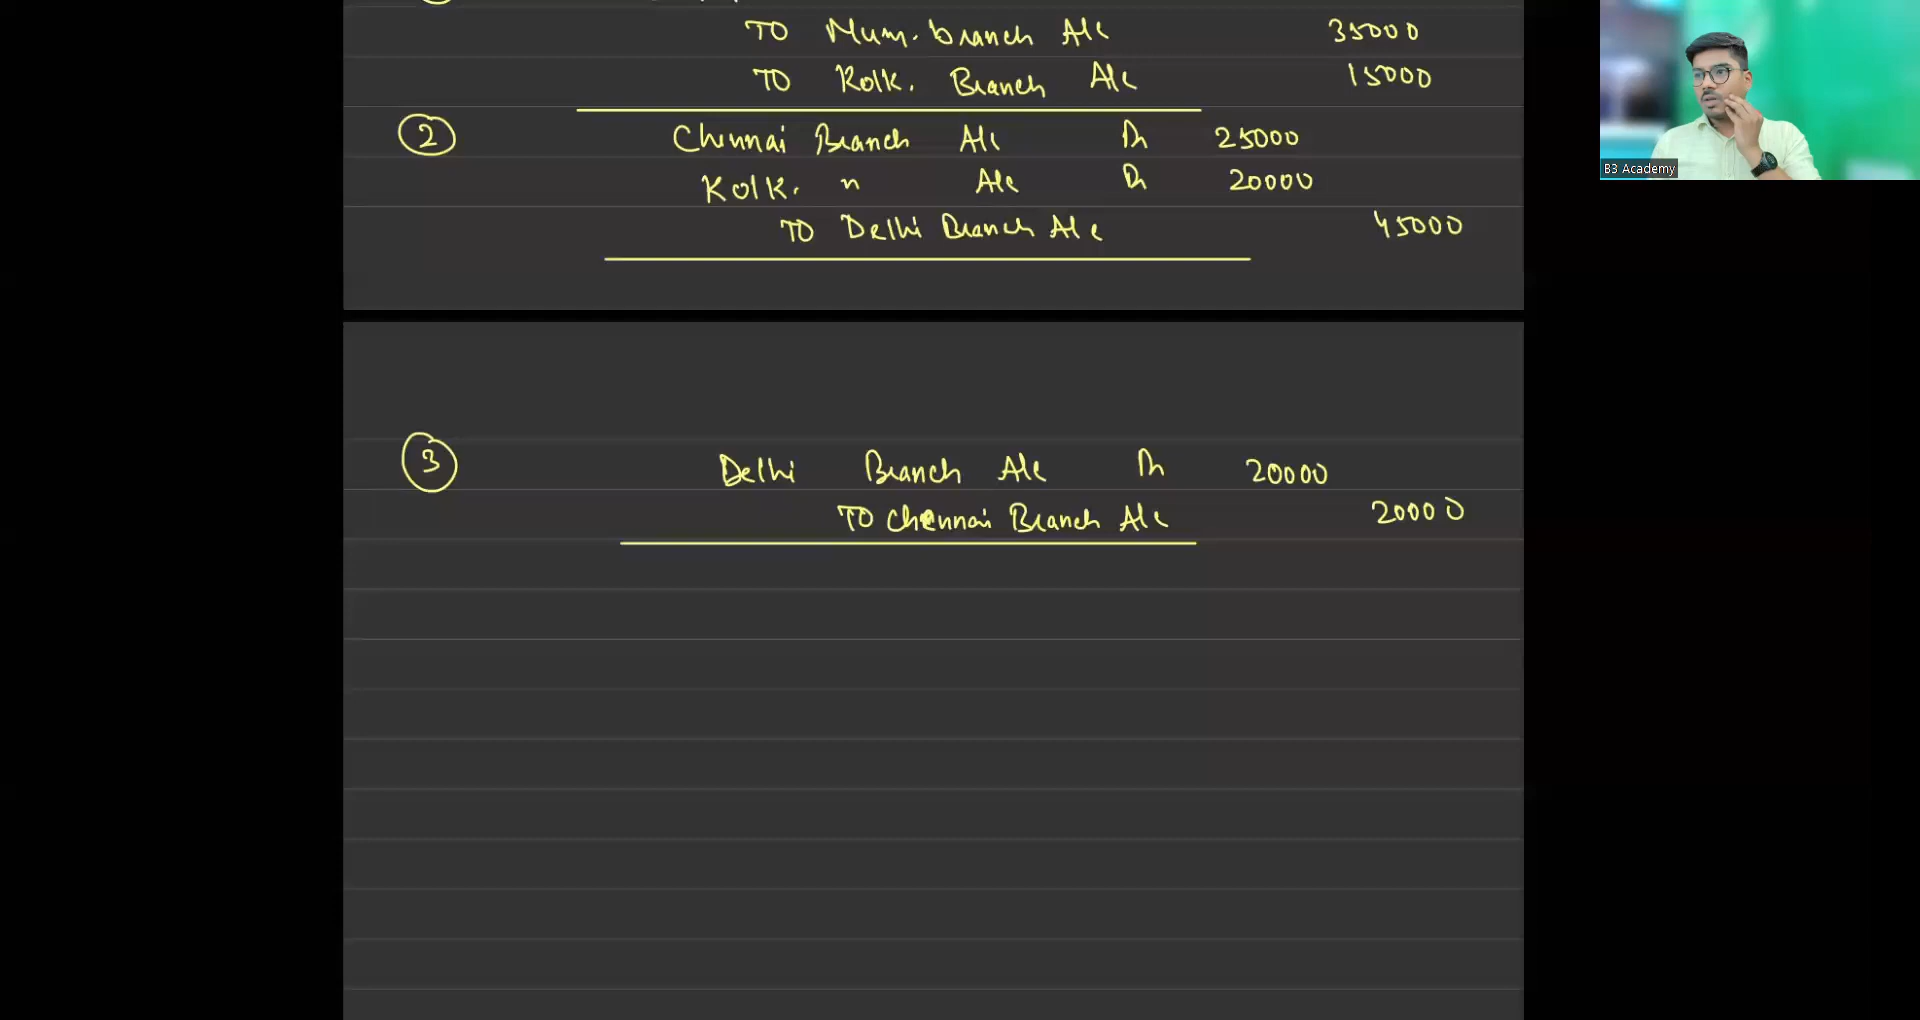 TO Mum. branch A/c 35000
TO Kolk. Branch A/c 15000
2 Chennai Branch A/c Dr 25000
Kolk. n A/c Dr 20000
TO Delhi Branch A/c 45000
3 Delhi Branch A/c Dr 20000
TO Chennai Branch A/c 20000
B3 Academy